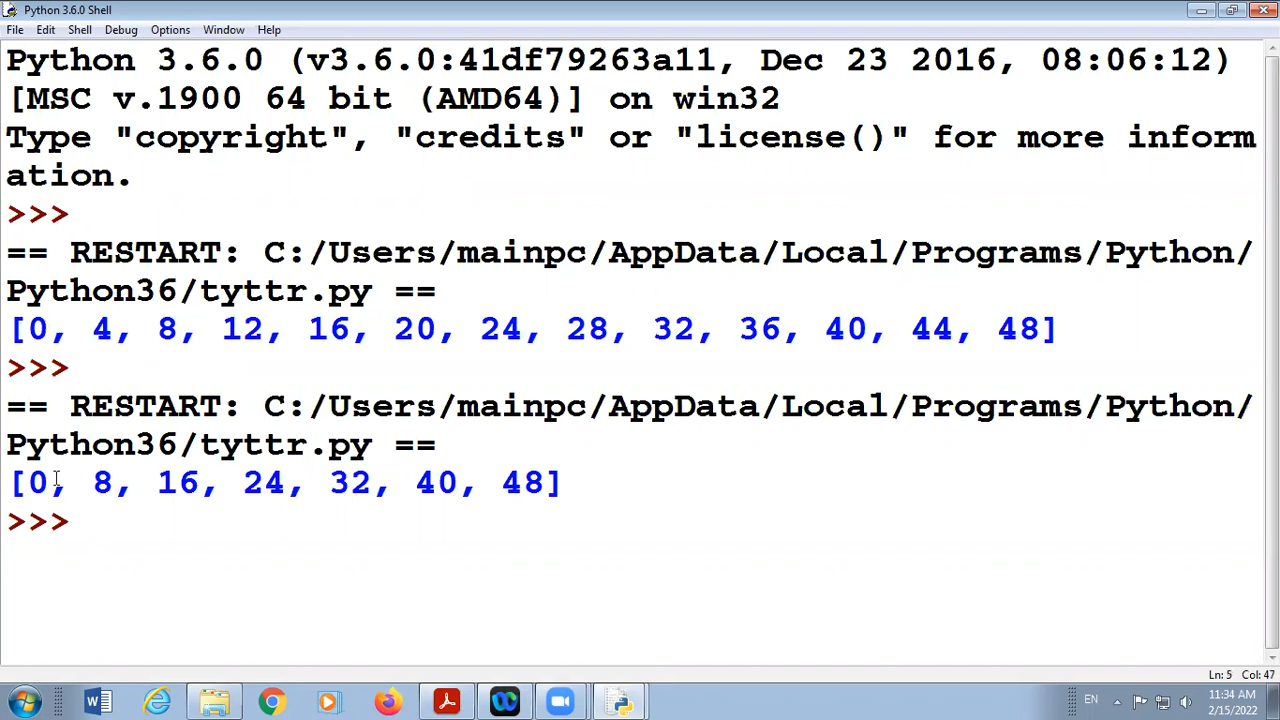 Python 3.6.0 Shell
File Edit Shell Debug Options Window Help
Python 3.6.0 (v3.6.0:41df79263a11, Dec 23 2016, 08:06:12)
[MSC v.1900 64 bit (AMD64)] on win32
Type "copyright", "credits" or "license()" for more inform
ation.
>>>
== RESTART: C:/Users/mainpc/AppData/Local/Programs/Python/
Python36/tyttr.py ==
[0, 4, 8, 12, 16, 20, 24, 28, 32, 36, 40, 44, 48]
>>>
== RESTART: C:/Users/mainpc/AppData/Local/Programs/Python/
Python36/tyttr.py ==
[0, 8, 16, 24, 32, 40, 48]
>>>
Ln: 5 Col: 47
EN
11:34 AM
2/15/2022